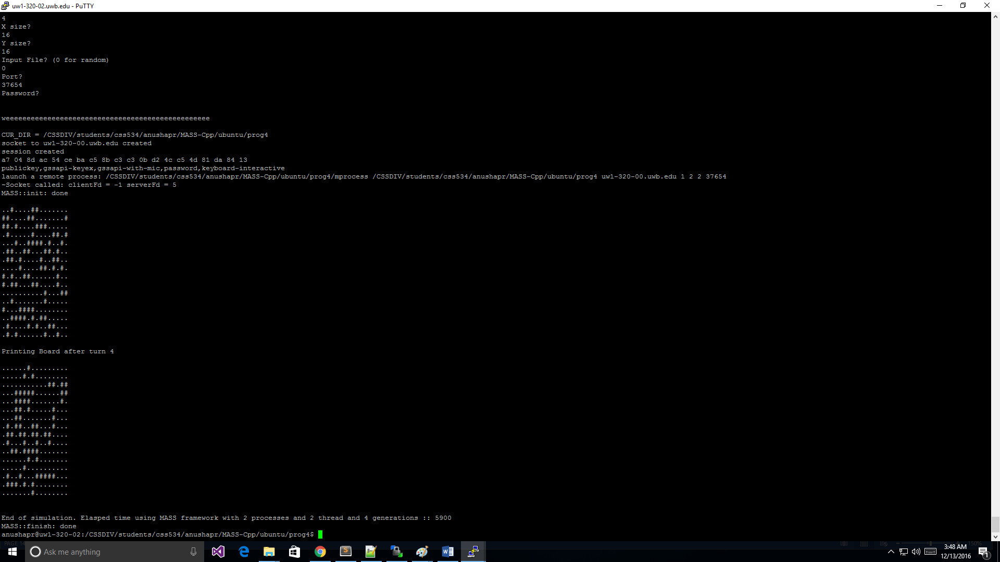 uw1-320-02.uwb.edu - PuTTY
4
X size?
16
Y size?
16
Input File? (0 for random)
0
Port?
37654
Password?
weeeeeeeeeeeeeeeeeeeeeeeeeeeeeeeeeeeeeeeeeeeeeeeee
CUR_DIR = /CSSDIV/students/css534/anushapr/MASS-Cpp/ubuntu/prog4
socket to uw1-320-00.uwb.edu created
session created
a7 04 8d ac 54 ce ba c5 8b c3 c3 0b d2 4c c5 4d 81 da 84 13
publickey,gssapi-keyex,gssapi-with-mic,password,keyboard-interactive
launch a remote process: /CSSDIV/students/css534/anushapr/MASS-Cpp/ubuntu/prog4/mprocess /CSSDIV/students/css534/anushapr/MASS-Cpp/ubuntu/prog4 uw1-320-00.uwb.edu 1 2 2 37654
~Socket called: clientFd = -1 serverFd = 5
MASS::init: done
..#....##.......
##....##.......#
##.#....###.....
.#.....#....##.#
...#..####.#..#.
.##..##...##.#..
.##.#....#..##..
....#....##.#.#.
#.#..##......#..
#.##...##....#..
..........#...##
..#.......#.....
#...####........
..####.#.##.....
.#....#.#..##...
.#.#......#..#..
Printing Board after turn 4
......#.........
.....#.#........
...........##.##
...#####......##
...####.......#.
...##.#.....#...
...##.......#...
.#.##..##...#...
.##.##.##.##....
.#...#..#..#....
..##.####.......
......#.#.......
.....#..........
.#..#...#####...
.###.#.#........
.......#........
End of simulation. Elasped time using MASS framework with 2 processes and 2 thread and 4 generations :: 5900
MASS::finish: done
anushapr@uw1-320-02:/CSSDIV/students/css534/anushapr/MASS-Cpp/ubuntu/prog4$
Ask me anything
3:48 AM
12/13/2016
1
150%